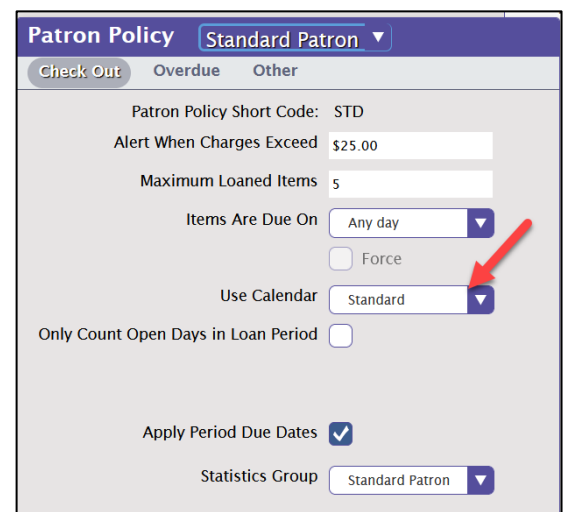 Patron Policy Standard Patron
Check Out Overdue Other
Patron Policy Short Code: STD
Alert When Charges Exceed $25.00
Maximum Loaned Items 5
Items Are Due On Any day
Force
Use Calendar Standard
Only Count Open Days in Loan Period
Apply Period Due Dates
Statistics Group Standard Patron